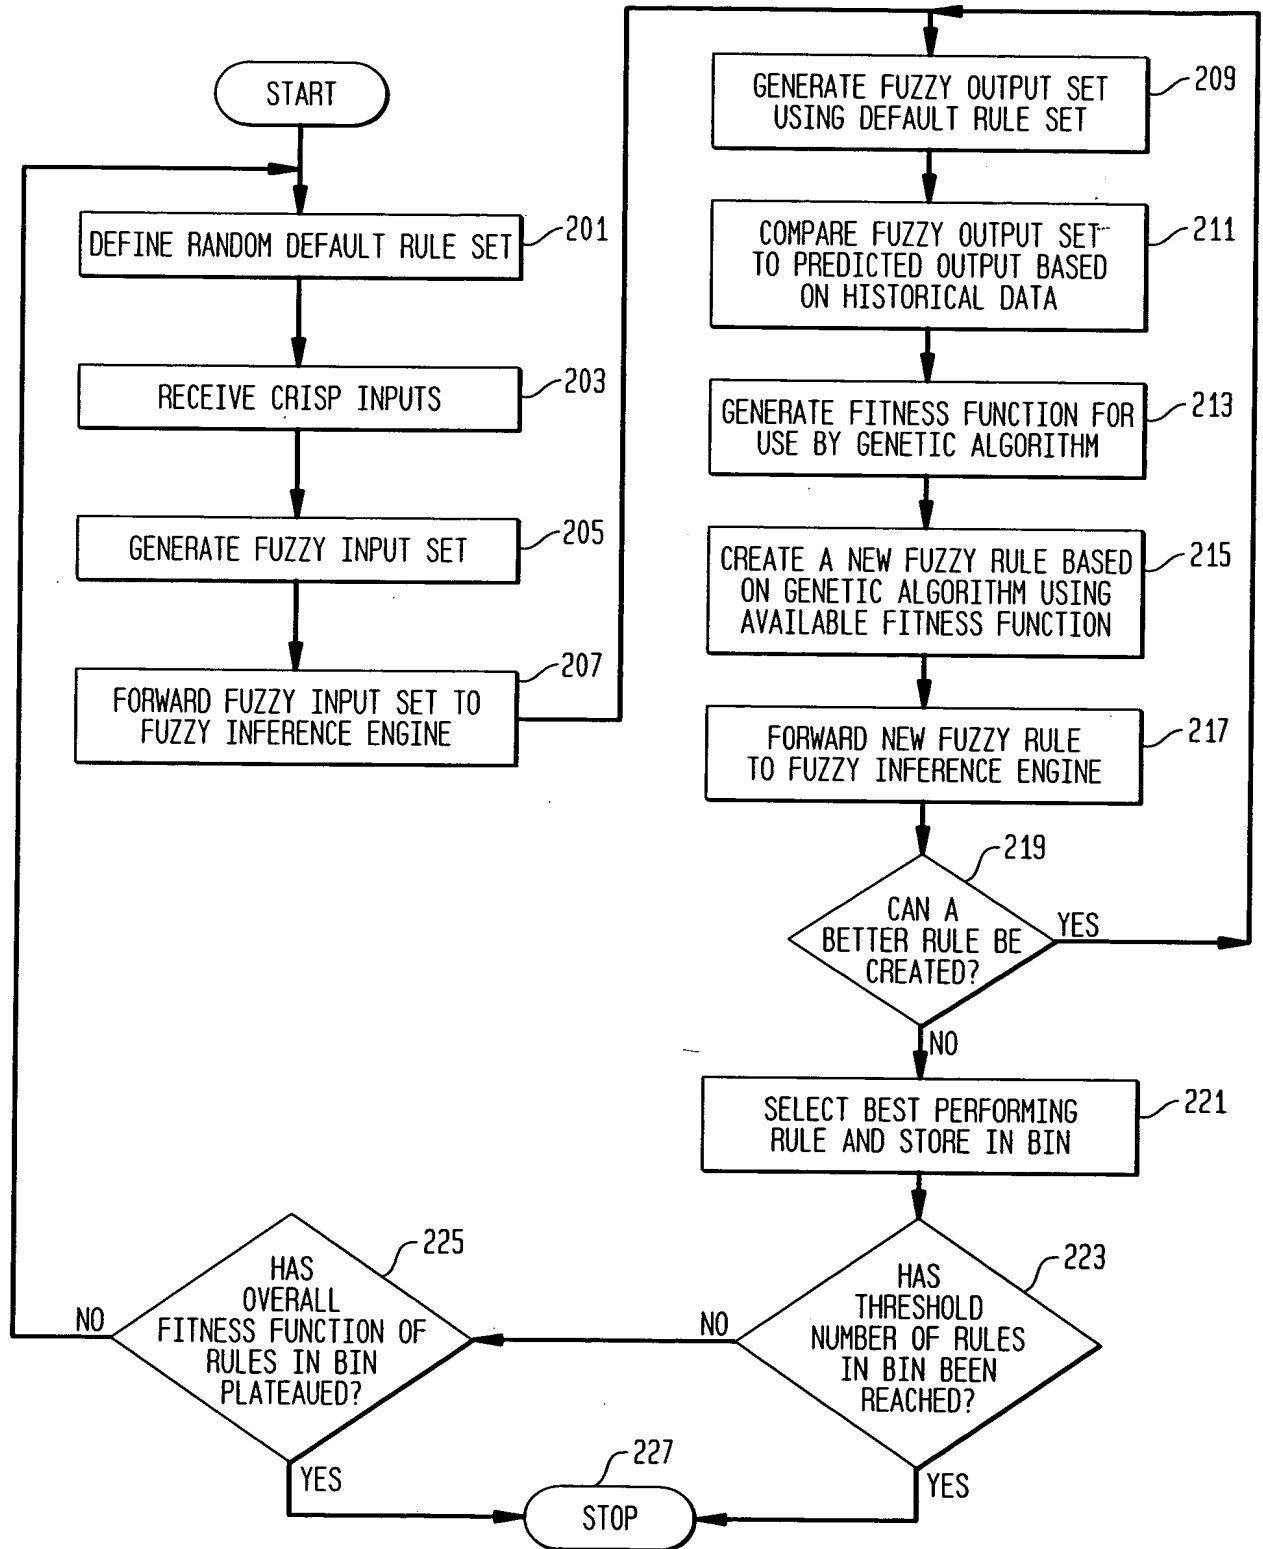 START
DEFINE RANDOM DEFAULT RULE SET
201
RECEIVE CRISP INPUTS
203
GENERATE FUZZY INPUT SET
205
FORWARD FUZZY INPUT SET TO
FUZZY INFERENCE ENGINE
207
GENERATE FUZZY OUTPUT SET
USING DEFAULT RULE SET
209
COMPARE FUZZY OUTPUT SET
TO PREDICTED OUTPUT BASED
ON HISTORICAL DATA
211
GENERATE FITNESS FUNCTION FOR
USE BY GENETIC ALGORITHM
213
CREATE A NEW FUZZY RULE BASED
ON GENETIC ALGORITHM USING
AVAILABLE FITNESS FUNCTION
215
FORWARD NEW FUZZY RULE
TO FUZZY INFERENCE ENGINE
217
CAN A
BETTER RULE BE
CREATED?
219
YES
NO
SELECT BEST PERFORMING
RULE AND STORE IN BIN
221
HAS
THRESHOLD
NUMBER OF RULES
IN BIN BEEN
REACHED?
223
NO
YES
HAS
OVERALL
FITNESS FUNCTION OF
RULES IN BIN
PLATEAUED?
225
NO
YES
STOP
227